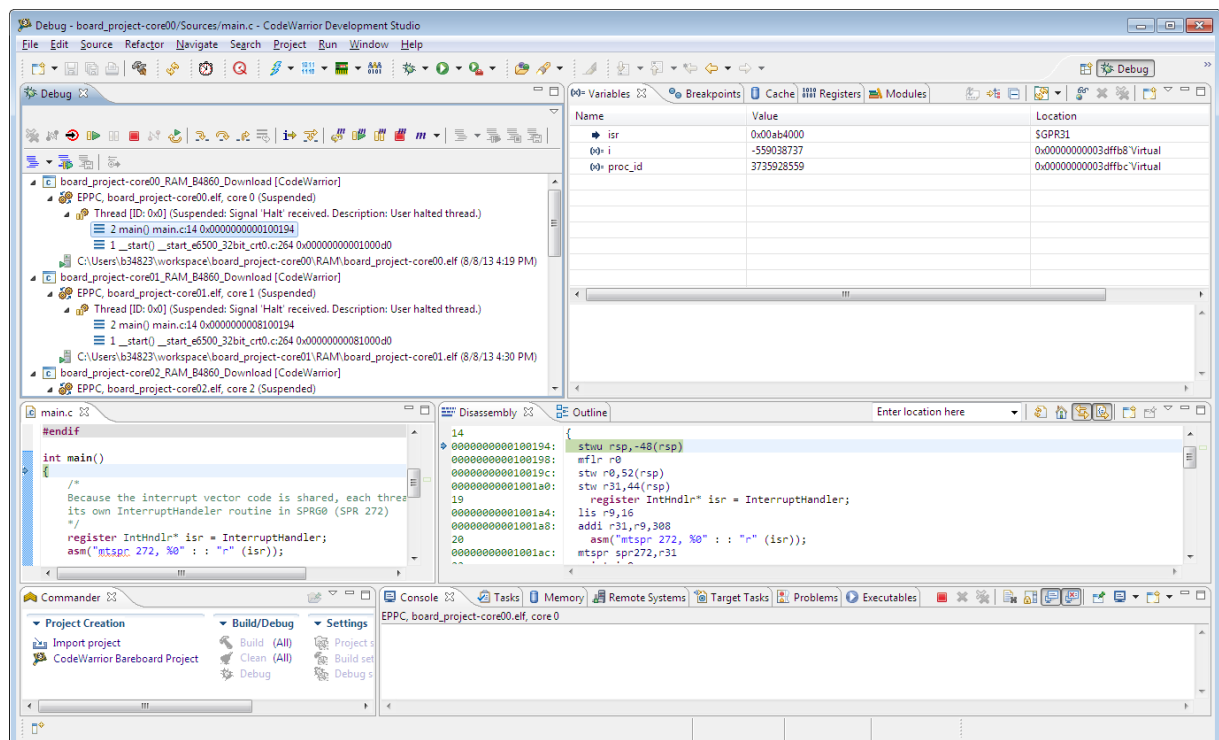 Debug - board_project-core00/Sources/main.c - CodeWarrior Development Studio
File Edit Source Refactor Navigate Search Project Run Window Help
Debug
Debug
board_project-core00_RAM_B4860_Download [CodeWarrior]
EPPC, board_project-core00.elf, core 0 (Suspended)
Thread [ID: 0x0] (Suspended: Signal 'Halt' received. Description: User halted thread.)
2 main() main.c:14 0x0000000000100194
1 __start() __start_e6500_32bit_crt0.c:264 0x00000000001000d0
C:\Users\b34823\workspace\board_project-core00\RAM\board_project-core00.elf (8/8/13 4:19 PM)
board_project-core01_RAM_B4860_Download [CodeWarrior]
EPPC, board_project-core01.elf, core 1 (Suspended)
Thread [ID: 0x0] (Suspended: Signal 'Halt' received. Description: User halted thread.)
2 main() main.c:14 0x0000000008100194
1 __start() __start_e6500_32bit_crt0.c:264 0x00000000081000d0
C:\Users\b34823\workspace\board_project-core01\RAM\board_project-core01.elf (8/8/13 4:30 PM)
board_project-core02_RAM_B4860_Download [CodeWarrior]
EPPC, board_project-core02.elf, core 2 (Suspended)
Variables Breakpoints Cache Registers Modules
Name Value Location
isr 0x00ab4000 $GPR31
(x)= i -559038737 0x00000000003dffb8`Virtual
(x)= proc_id 3735928559 0x00000000003dffbc`Virtual
main.c
#endif
int main()
{
/*
Because the interrupt vector code is shared, each threa
its own InterruptHandeler routine in SPRG0 (SPR 272)
*/
register IntHndlr* isr = InterruptHandler;
asm("mtspr 272, %0" : : "r" (isr));
Disassembly Outline
Enter location here
14 {
0000000000100194: stwu rsp,-48(rsp)
0000000000100198: mflr r0
000000000010019c: stw r0,52(rsp)
00000000001001a0: stw r31,44(rsp)
19 register IntHndlr* isr = InterruptHandler;
00000000001001a4: lis r9,16
00000000001001a8: addi r31,r9,308
20 asm("mtspr 272, %0" : : "r" (isr));
00000000001001ac: mtspr spr272,r31
Commander
Project Creation
Import project
CodeWarrior Bareboard Project
Build/Debug
Build (All)
Clean (All)
Debug
Settings
Project s
Build set
Debug s
Console Tasks Memory Remote Systems Target Tasks Problems Executables
EPPC, board_project-core00.elf, core 0